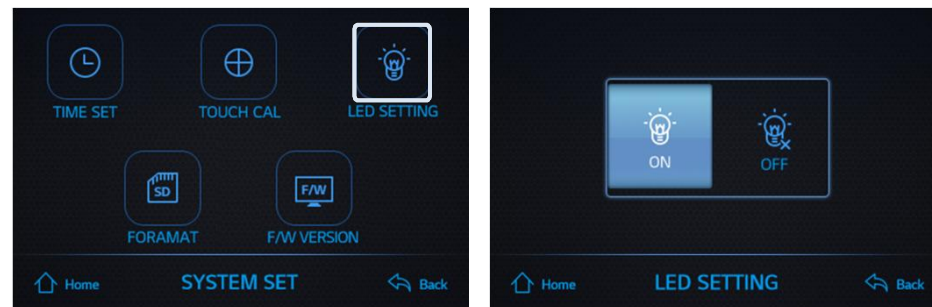 TIME SET TOUCH CAL LED SETTING
SD F/W
FORAMAT F/W VERSION
Home SYSTEM SET Back
ON OFF
Home LED SETTING Back